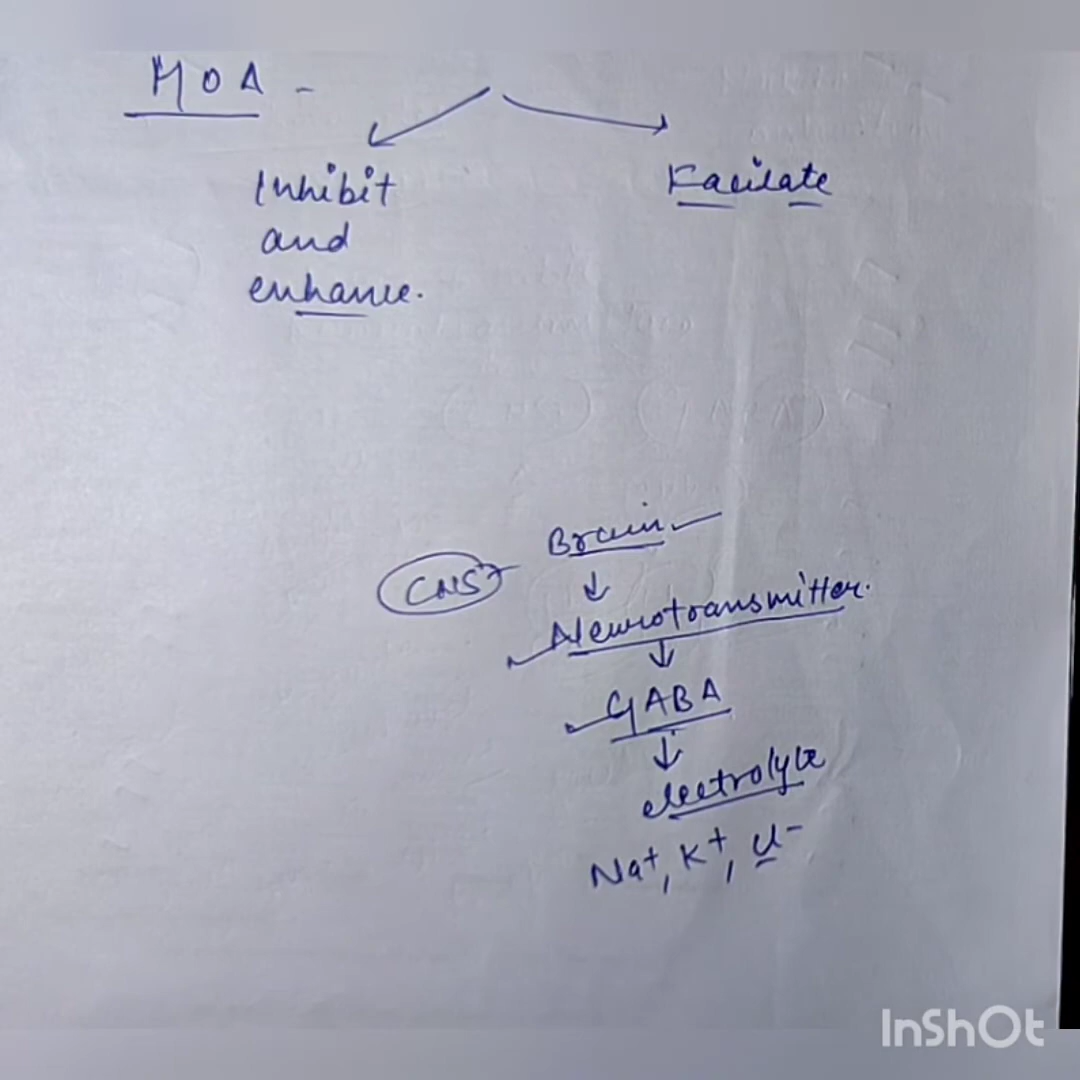 MOA -
Inhibit
and
enhance.
Facilate
Brain
CNS
Neurotransmitter.
GABA
electrolyte
Na+, K+, Cl-
InShOt